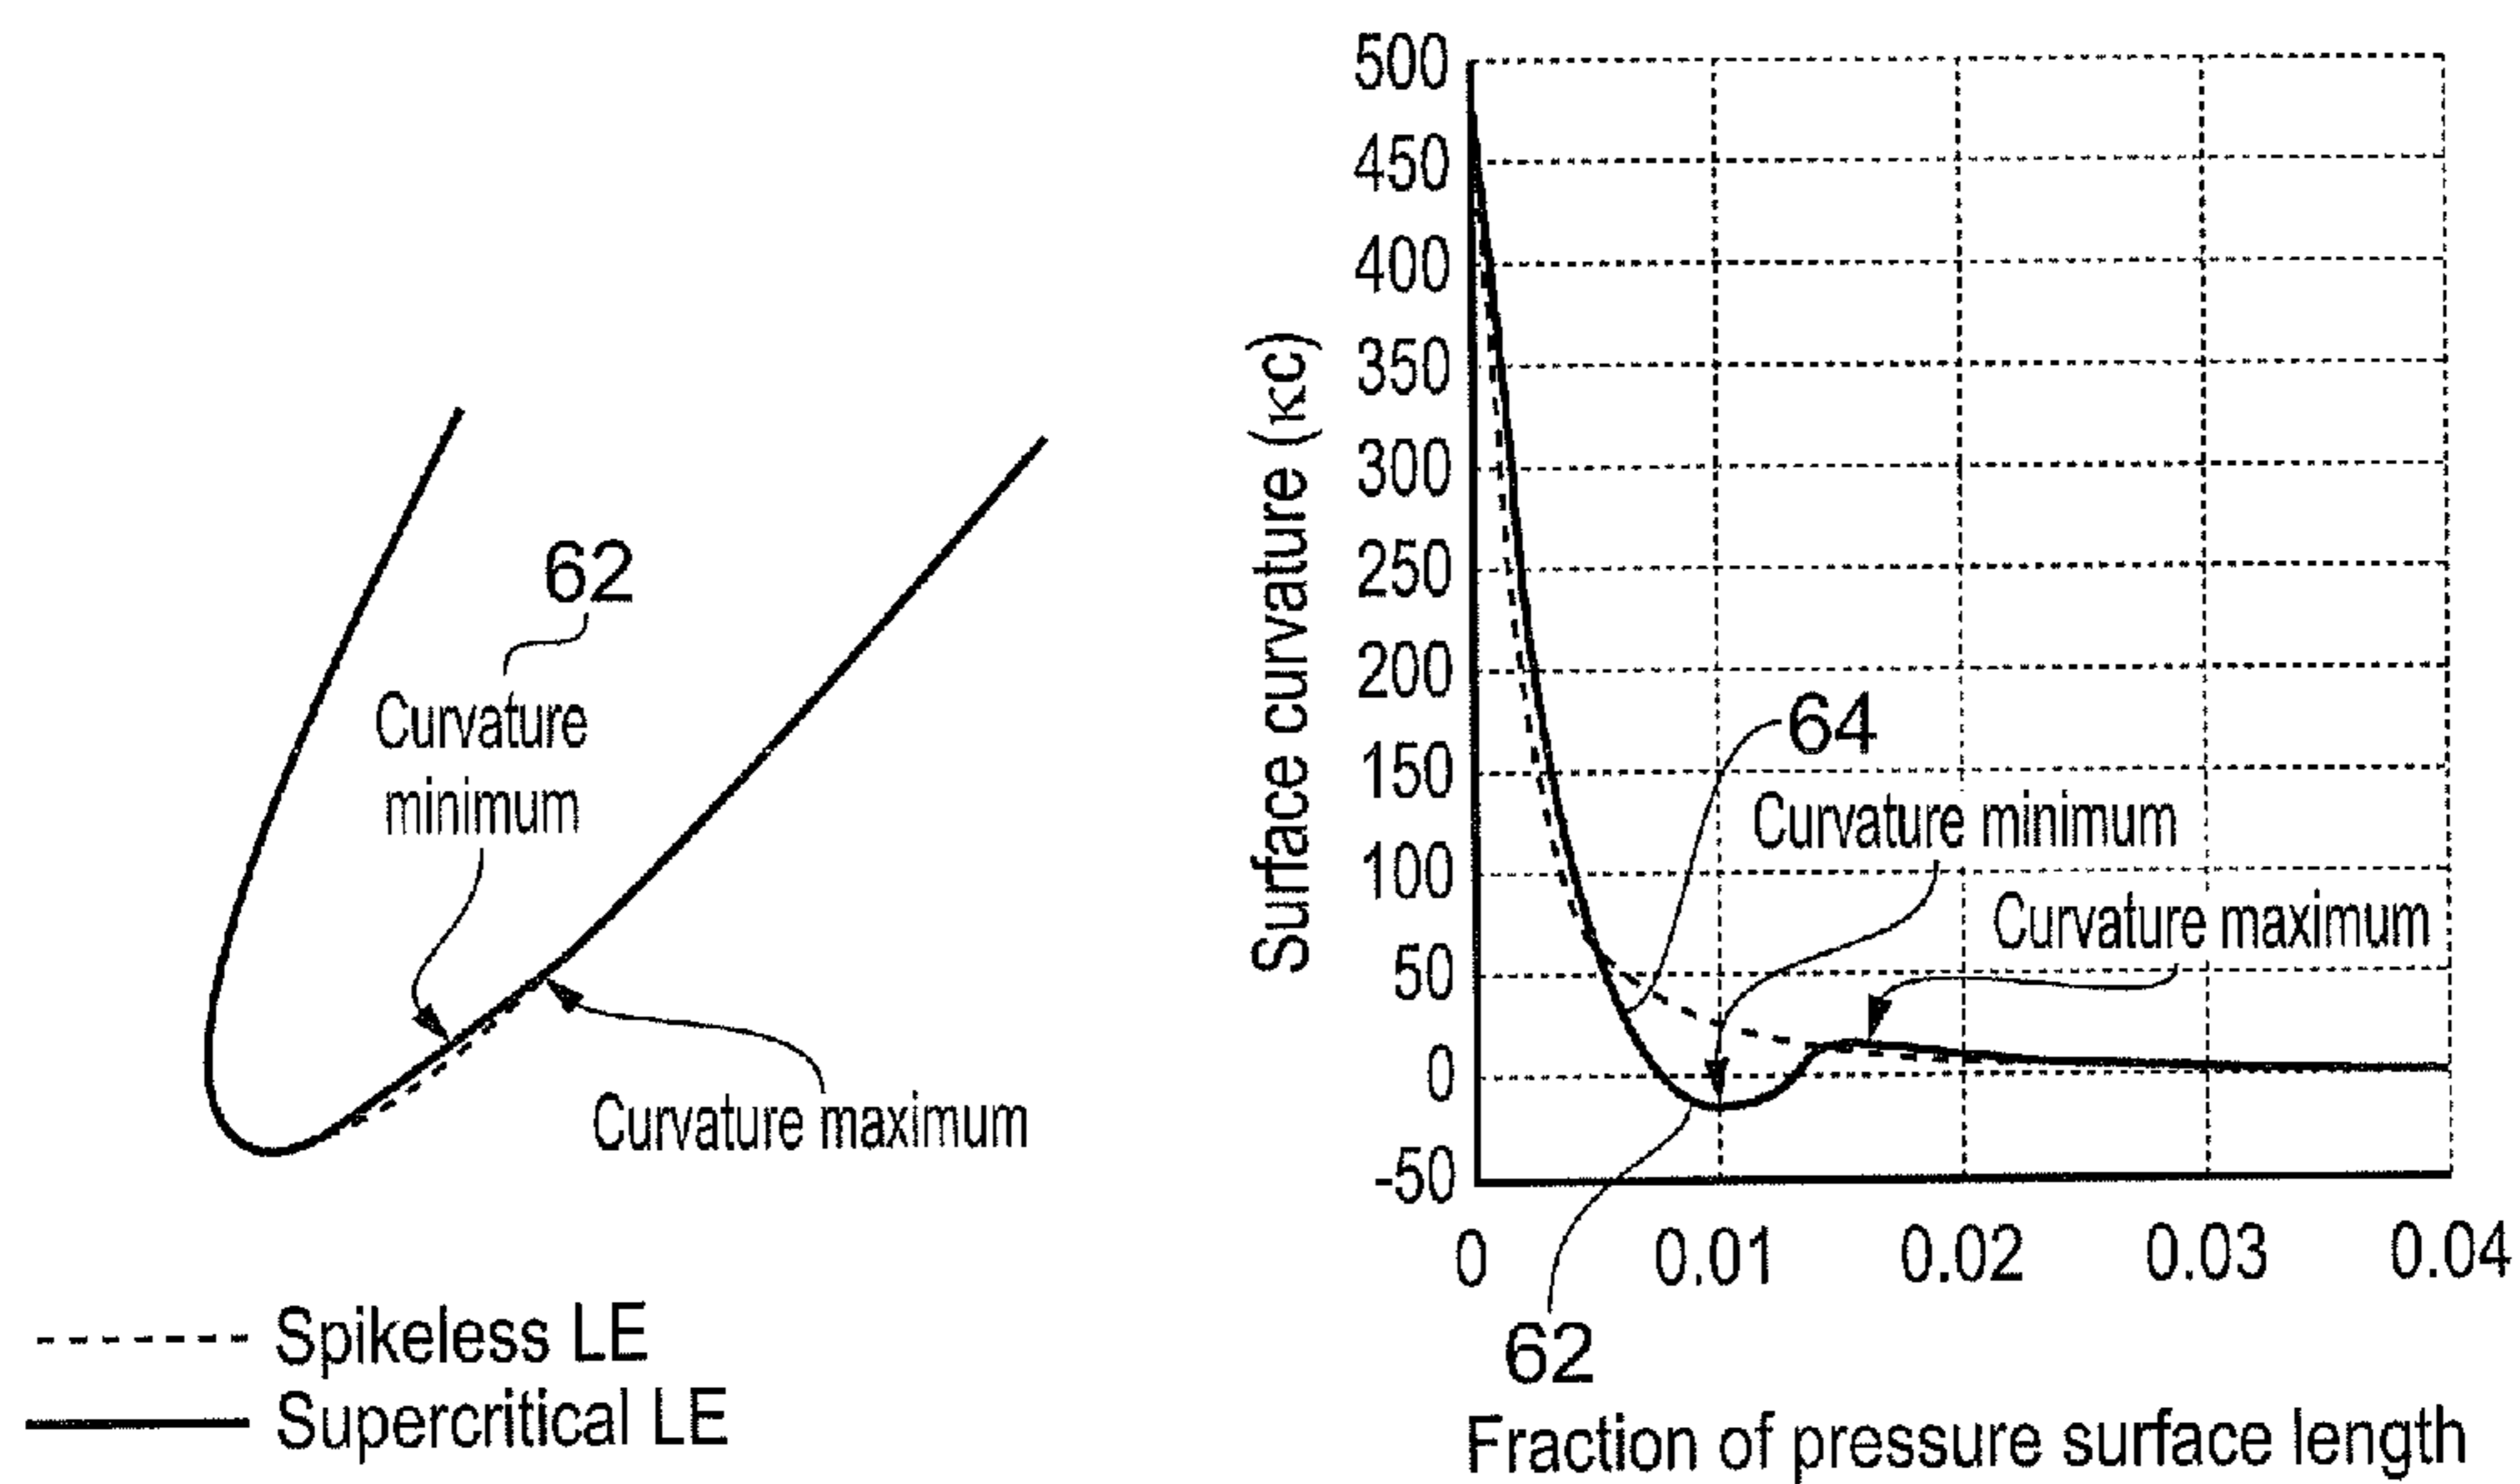 62
Curvature
minimum
Curvature maximum
Spikeless LE
Supercritical LE
Surface curvature (κc)
500
450
400
350
300
250
200
150
100
50
0
-50
64
Curvature minimum
Curvature maximum
0 0.01 0.02 0.03 0.04
62
Fraction of pressure surface length